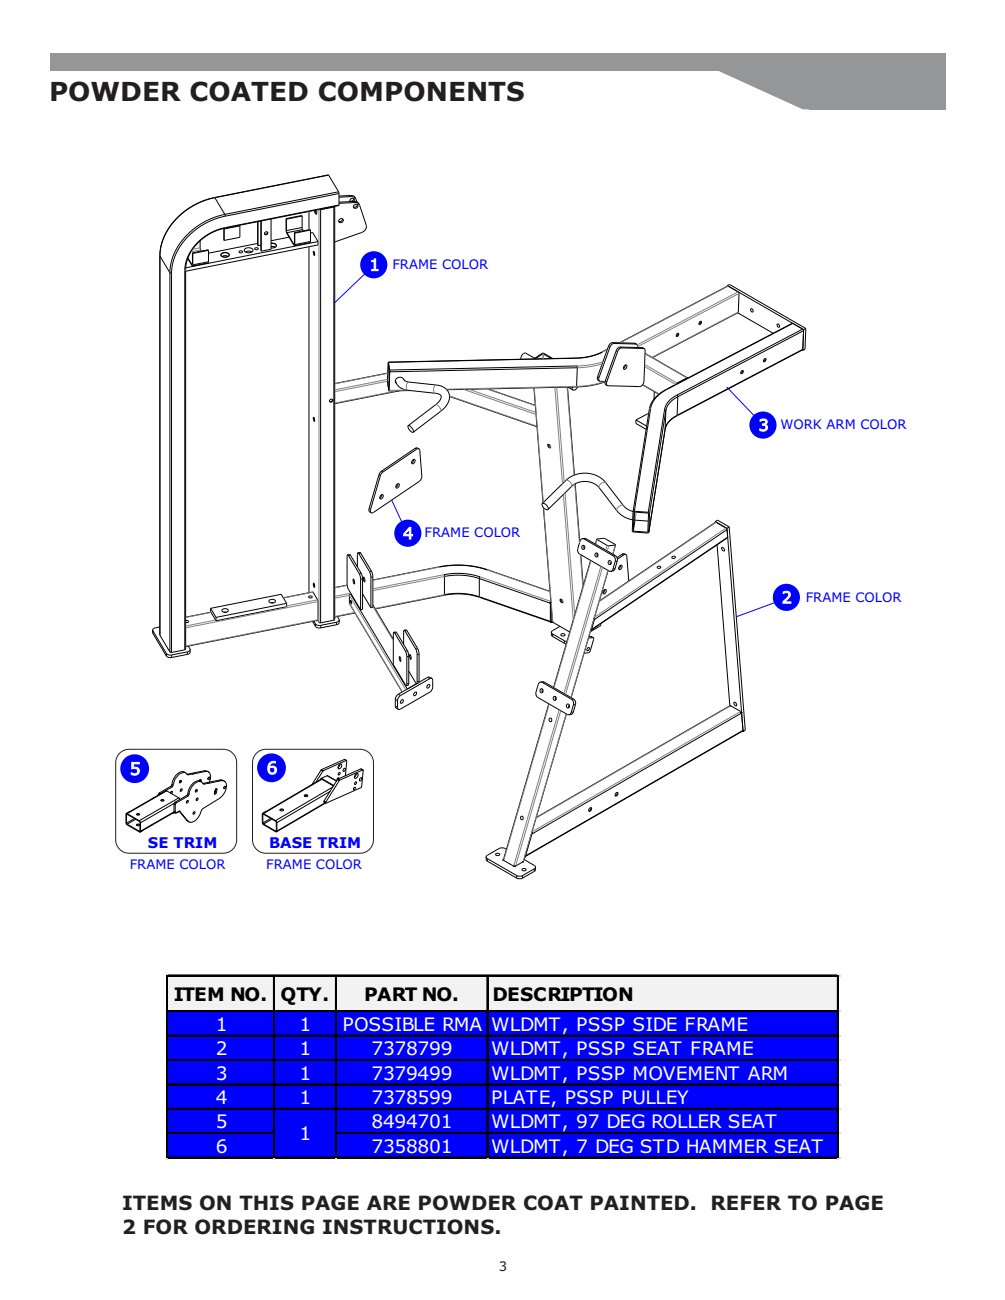 POWDER COATED COMPONENTS
1 FRAME COLOR
3 WORK ARM COLOR
4 FRAME COLOR
2 FRAME COLOR
5
SE TRIM
FRAME COLOR
6
BASE TRIM
FRAME COLOR
ITEM NO. QTY. PART NO. DESCRIPTION
1 1 POSSIBLE RMA WLDMT, PSSP SIDE FRAME
2 1 7378799 WLDMT, PSSP SEAT FRAME
3 1 7379499 WLDMT, PSSP MOVEMENT ARM
4 1 7378599 PLATE, PSSP PULLEY
5 1 8494701 WLDMT, 97 DEG ROLLER SEAT
6 7358801 WLDMT, 7 DEG STD HAMMER SEAT
ITEMS ON THIS PAGE ARE POWDER COAT PAINTED. REFER TO PAGE
2 FOR ORDERING INSTRUCTIONS.
3